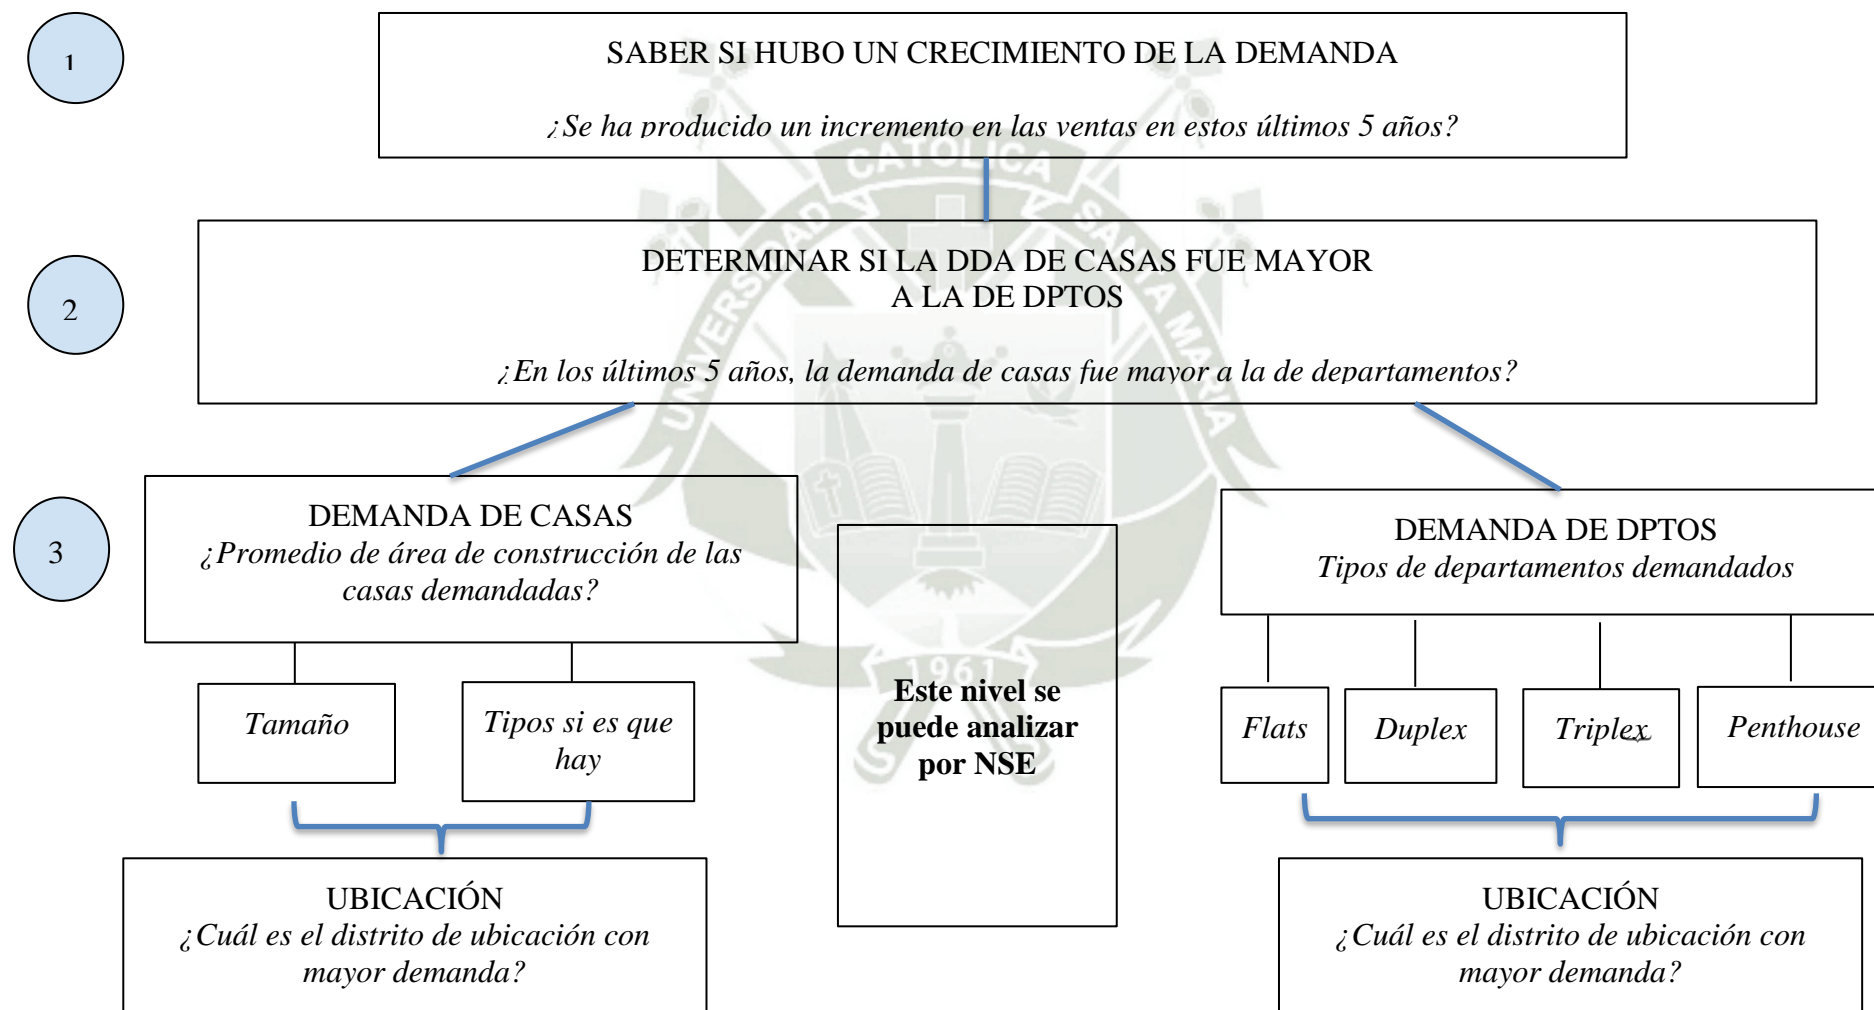 1
SABER SI HUBO UN CRECIMIENTO DE LA DEMANDA
¿Se ha producido un incremento en las ventas en estos últimos 5 años?
2
DETERMINAR SI LA DDA DE CASAS FUE MAYOR
A LA DE DPTOS
¿En los últimos 5 años, la demanda de casas fue mayor a la de departamentos?
3
DEMANDA DE CASAS
¿Promedio de área de construcción de las
casas demandadas?
Tamaño
Tipos si es que
hay
UBICACIÓN
¿Cuál es el distrito de ubicación con
mayor demanda?
Este nivel se
puede analizar
por NSE
DEMANDA DE DPTOS
Tipos de departamentos demandados
Flats
Duplex
Triplex
Penthouse
UBICACIÓN
¿Cuál es el distrito de ubicación con
mayor demanda?
UNIVERSIDAD CATOLICA SANTA MARIA
1961